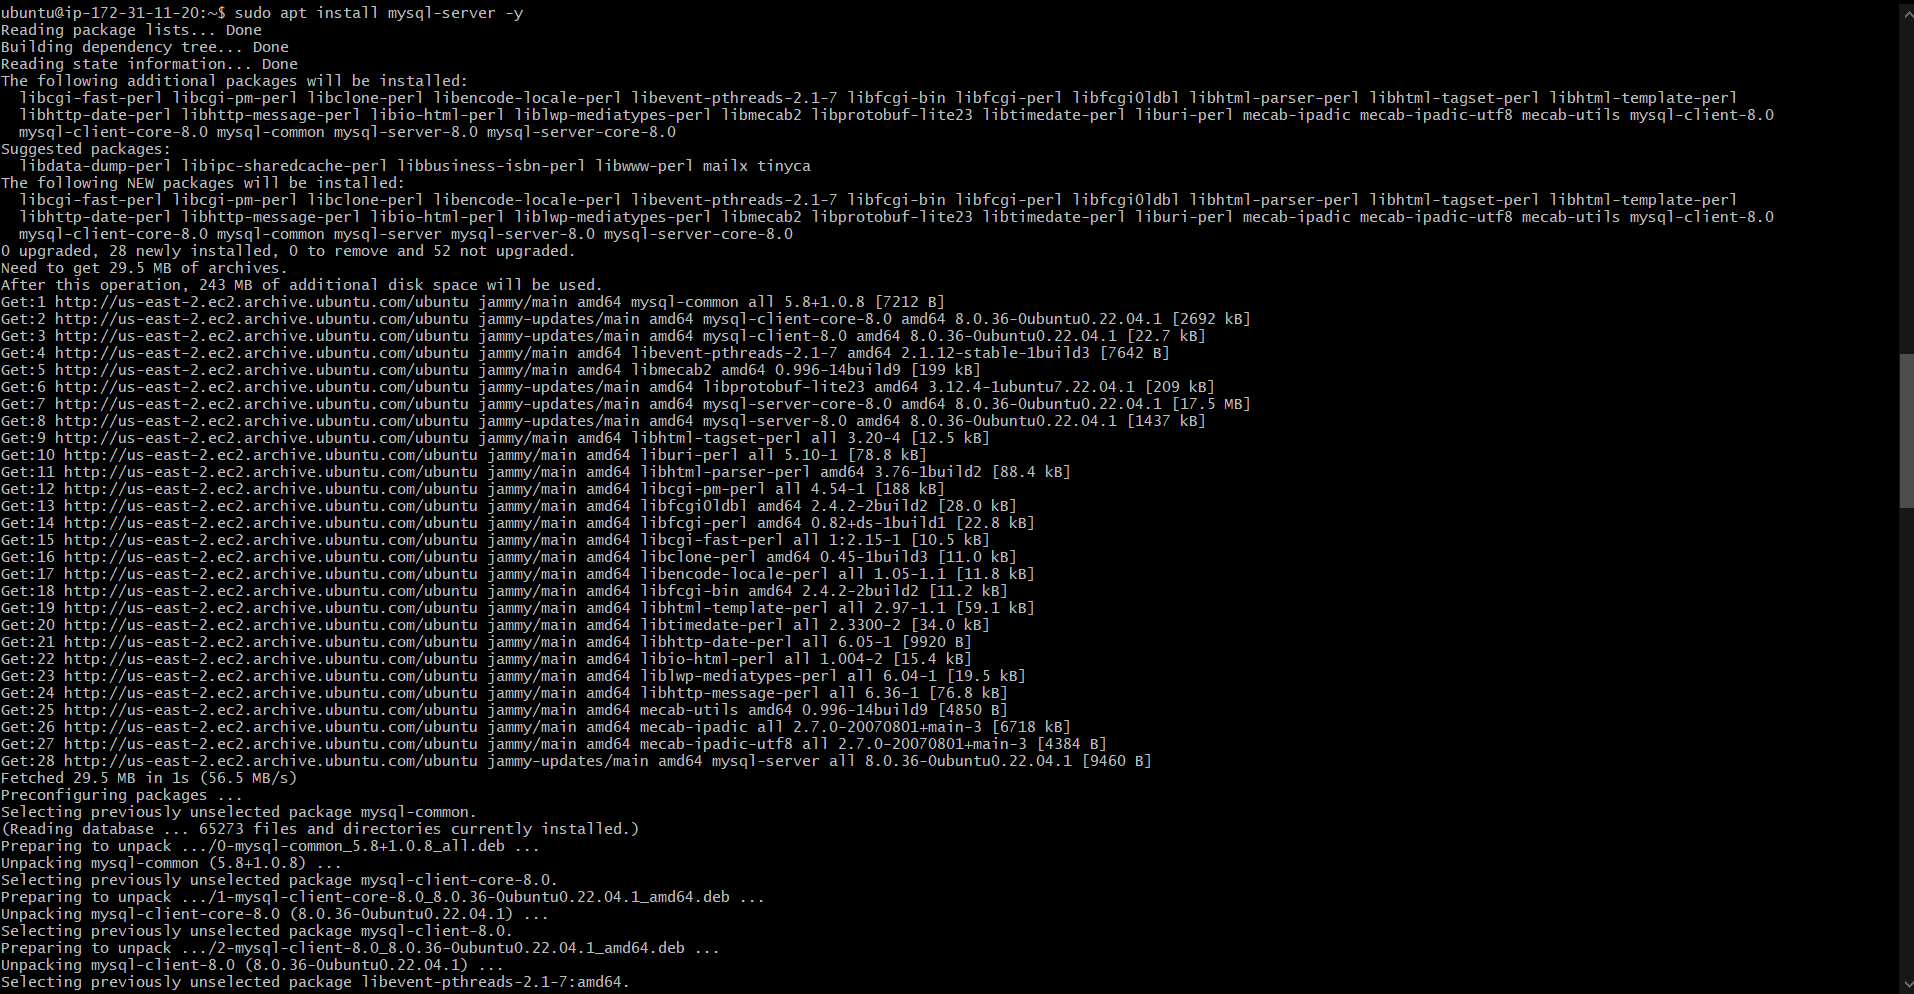 ubuntu@ip-172-31-11-20:~$ sudo apt install mysql-server -y
Reading package lists... Done
Building dependency tree... Done
Reading state information... Done
The following additional packages will be installed:
  libcgi-fast-perl libcgi-pm-perl libclone-perl libencode-locale-perl libevent-pthreads-2.1-7 libfcgi-bin libfcgi-perl libfcgi0ldbl libhtml-parser-perl libhtml-tagset-perl libhtml-template-perl
  libhttp-date-perl libhttp-message-perl libio-html-perl liblwp-mediatypes-perl libmecab2 libprotobuf-lite23 libtimedate-perl liburi-perl mecab-ipadic mecab-ipadic-utf8 mecab-utils mysql-client-8.0
  mysql-client-core-8.0 mysql-common mysql-server-8.0 mysql-server-core-8.0
Suggested packages:
  libdata-dump-perl libipc-sharedcache-perl libbusiness-isbn-perl libwww-perl mailx tinyca
The following NEW packages will be installed:
  libcgi-fast-perl libcgi-pm-perl libclone-perl libencode-locale-perl libevent-pthreads-2.1-7 libfcgi-bin libfcgi-perl libfcgi0ldbl libhtml-parser-perl libhtml-tagset-perl libhtml-template-perl
  libhttp-date-perl libhttp-message-perl libio-html-perl liblwp-mediatypes-perl libmecab2 libprotobuf-lite23 libtimedate-perl liburi-perl mecab-ipadic mecab-ipadic-utf8 mecab-utils mysql-client-8.0
  mysql-client-core-8.0 mysql-common mysql-server mysql-server-8.0 mysql-server-core-8.0
0 upgraded, 28 newly installed, 0 to remove and 52 not upgraded.
Need to get 29.5 MB of archives.
After this operation, 243 MB of additional disk space will be used.
Get:1 http://us-east-2.ec2.archive.ubuntu.com/ubuntu jammy/main amd64 mysql-common all 5.8+1.0.8 [7212 B]
Get:2 http://us-east-2.ec2.archive.ubuntu.com/ubuntu jammy-updates/main amd64 mysql-client-core-8.0 amd64 8.0.36-0ubuntu0.22.04.1 [2692 kB]
Get:3 http://us-east-2.ec2.archive.ubuntu.com/ubuntu jammy-updates/main amd64 mysql-client-8.0 amd64 8.0.36-0ubuntu0.22.04.1 [22.7 kB]
Get:4 http://us-east-2.ec2.archive.ubuntu.com/ubuntu jammy/main amd64 libevent-pthreads-2.1-7 amd64 2.1.12-stable-1build3 [7642 B]
Get:5 http://us-east-2.ec2.archive.ubuntu.com/ubuntu jammy/main amd64 libmecab2 amd64 0.996-14build9 [199 kB]
Get:6 http://us-east-2.ec2.archive.ubuntu.com/ubuntu jammy-updates/main amd64 libprotobuf-lite23 amd64 3.12.4-1ubuntu7.22.04.1 [209 kB]
Get:7 http://us-east-2.ec2.archive.ubuntu.com/ubuntu jammy-updates/main amd64 mysql-server-core-8.0 amd64 8.0.36-0ubuntu0.22.04.1 [17.5 MB]
Get:8 http://us-east-2.ec2.archive.ubuntu.com/ubuntu jammy-updates/main amd64 mysql-server-8.0 amd64 8.0.36-0ubuntu0.22.04.1 [1437 kB]
Get:9 http://us-east-2.ec2.archive.ubuntu.com/ubuntu jammy/main amd64 libhtml-tagset-perl all 3.20-4 [12.5 kB]
Get:10 http://us-east-2.ec2.archive.ubuntu.com/ubuntu jammy/main amd64 liburi-perl all 5.10-1 [78.8 kB]
Get:11 http://us-east-2.ec2.archive.ubuntu.com/ubuntu jammy/main amd64 libhtml-parser-perl amd64 3.76-1build2 [88.4 kB]
Get:12 http://us-east-2.ec2.archive.ubuntu.com/ubuntu jammy/main amd64 libcgi-pm-perl all 4.54-1 [188 kB]
Get:13 http://us-east-2.ec2.archive.ubuntu.com/ubuntu jammy/main amd64 libfcgi0ldbl amd64 2.4.2-2build2 [28.0 kB]
Get:14 http://us-east-2.ec2.archive.ubuntu.com/ubuntu jammy/main amd64 libfcgi-perl amd64 0.82+ds-1build1 [22.8 kB]
Get:15 http://us-east-2.ec2.archive.ubuntu.com/ubuntu jammy/main amd64 libcgi-fast-perl all 1:2.15-1 [10.5 kB]
Get:16 http://us-east-2.ec2.archive.ubuntu.com/ubuntu jammy/main amd64 libclone-perl amd64 0.45-1build3 [11.0 kB]
Get:17 http://us-east-2.ec2.archive.ubuntu.com/ubuntu jammy/main amd64 libencode-locale-perl all 1.05-1.1 [11.8 kB]
Get:18 http://us-east-2.ec2.archive.ubuntu.com/ubuntu jammy/main amd64 libfcgi-bin amd64 2.4.2-2build2 [11.2 kB]
Get:19 http://us-east-2.ec2.archive.ubuntu.com/ubuntu jammy/main amd64 libhtml-template-perl all 2.97-1.1 [59.1 kB]
Get:20 http://us-east-2.ec2.archive.ubuntu.com/ubuntu jammy/main amd64 libtimedate-perl all 2.3300-2 [34.0 kB]
Get:21 http://us-east-2.ec2.archive.ubuntu.com/ubuntu jammy/main amd64 libhttp-date-perl all 6.05-1 [9920 B]
Get:22 http://us-east-2.ec2.archive.ubuntu.com/ubuntu jammy/main amd64 libio-html-perl all 1.004-2 [15.4 kB]
Get:23 http://us-east-2.ec2.archive.ubuntu.com/ubuntu jammy/main amd64 liblwp-mediatypes-perl all 6.04-1 [19.5 kB]
Get:24 http://us-east-2.ec2.archive.ubuntu.com/ubuntu jammy/main amd64 libhttp-message-perl all 6.36-1 [76.8 kB]
Get:25 http://us-east-2.ec2.archive.ubuntu.com/ubuntu jammy/main amd64 mecab-utils amd64 0.996-14build9 [4850 B]
Get:26 http://us-east-2.ec2.archive.ubuntu.com/ubuntu jammy/main amd64 mecab-ipadic all 2.7.0-20070801+main-3 [6718 kB]
Get:27 http://us-east-2.ec2.archive.ubuntu.com/ubuntu jammy/main amd64 mecab-ipadic-utf8 all 2.7.0-20070801+main-3 [4384 B]
Get:28 http://us-east-2.ec2.archive.ubuntu.com/ubuntu jammy-updates/main amd64 mysql-server all 8.0.36-0ubuntu0.22.04.1 [9460 B]
Fetched 29.5 MB in 1s (56.5 MB/s)
Preconfiguring packages ...
Selecting previously unselected package mysql-common.
(Reading database ... 65273 files and directories currently installed.)
Preparing to unpack .../0-mysql-common_5.8+1.0.8_all.deb ...
Unpacking mysql-common (5.8+1.0.8) ...
Selecting previously unselected package mysql-client-core-8.0.
Preparing to unpack .../1-mysql-client-core-8.0_8.0.36-0ubuntu0.22.04.1_amd64.deb ...
Unpacking mysql-client-core-8.0 (8.0.36-0ubuntu0.22.04.1) ...
Selecting previously unselected package mysql-client-8.0.
Preparing to unpack .../2-mysql-client-8.0_8.0.36-0ubuntu0.22.04.1_amd64.deb ...
Unpacking mysql-client-8.0 (8.0.36-0ubuntu0.22.04.1) ...
Selecting previously unselected package libevent-pthreads-2.1-7:amd64.